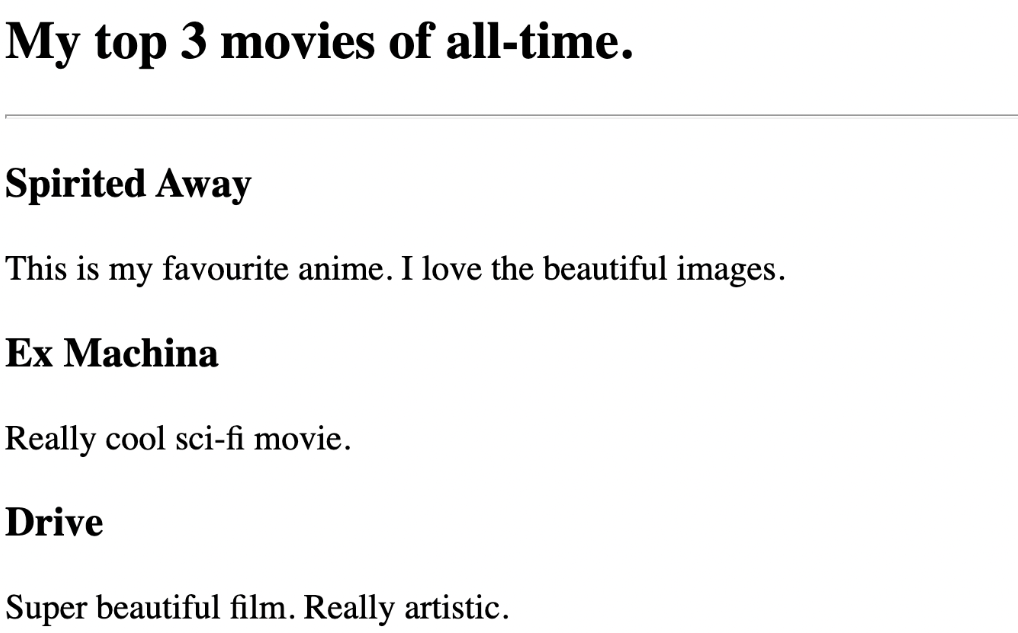 My top 3 movies of all-time.
Spirited Away
This is my favourite anime. I love the beautiful images.
Ex Machina
Really cool sci-fi movie.
Drive
Super beautiful film. Really artistic.